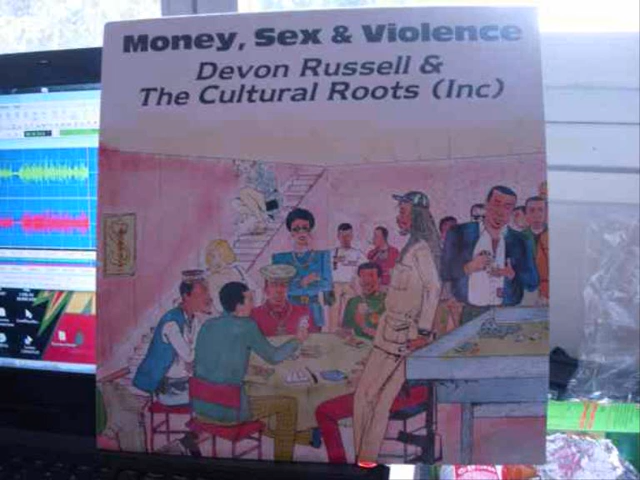 Money, Sex & Violence
Devon Russell &
The Cultural Roots (Inc)